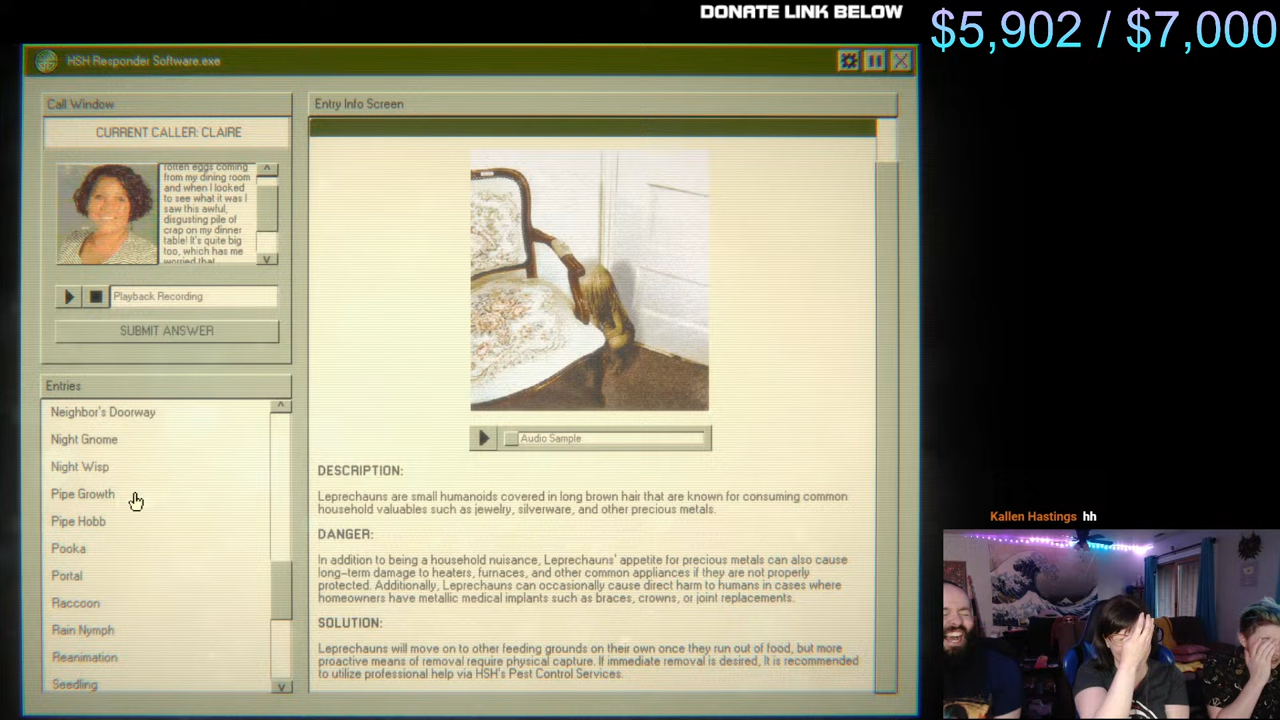 DONATE LINK BELOW
$5,902 / $7,000
HSH Responder Software.exe
Call Window
CURRENT CALLER: CLAIRE
rotten eggs coming
from my dining room
and when I looked
to see what it was I
saw this awful,
disgusting pile of
crap on my dinner
table! It's quite big
too, which has me
worried that
Playback Recording
SUBMIT ANSWER
Entries
Neighbor's Doorway
Night Gnome
Night Wisp
Pipe Growth
Pipe Hobb
Pooka
Portal
Raccoon
Rain Nymph
Reanimation
Seedling
Entry Info Screen
Audio Sample
DESCRIPTION:
Leprechauns are small humanoids covered in long brown hair that are known for consuming common
household valuables such as jewelry, silverware, and other precious metals.
DANGER:
In addition to being a household nuisance, Leprechauns' appetite for precious metals can also cause
long-term damage to heaters, furnaces, and other common appliances if they are not properly
protected. Additionally, Leprechauns can occasionally cause direct harm to humans in cases where
homeowners have metallic medical implants such as braces, crowns, or joint replacements.
SOLUTION:
Leprechauns will move on to other feeding grounds on their own once they run out of food, but more
proactive means of removal require physical capture. If immediate removal is desired, It is recommended
to utilize professional help via HSH's Pest Control Services.
Kallen Hastings hh